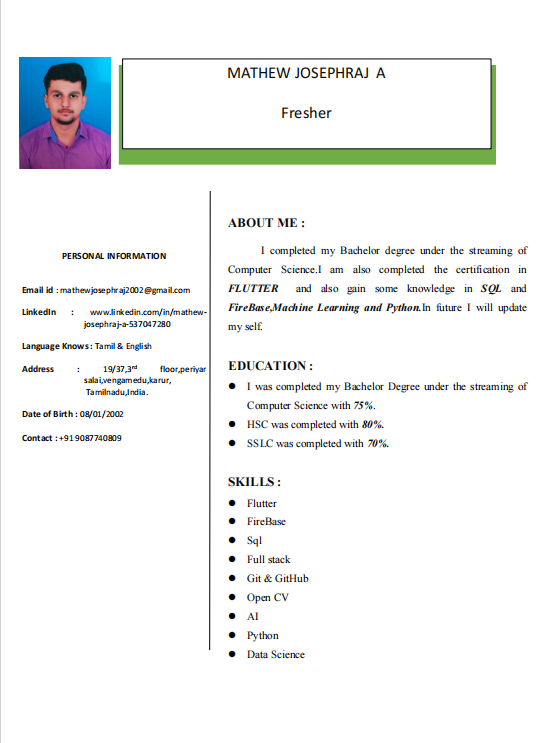 MATHEW JOSEPHRAJ A
Fresher
PERSONAL INFORMATION
Email id : mathewjosephraj2002@gmail.com
LinkedIn : www.linkedin.com/in/mathew-
josephraj-a-537047280
Language Knows : Tamil & English
Address : 19/37,3rd floor,periyar
salai,vengamedu,karur,
Tamilnadu,India.
Date of Birth : 08/01/2002
Contact : +91 9087740809
ABOUT ME :
I completed my Bachelor degree under the streaming of
Computer Science.I am also completed the certification in
FLUTTER and also gain some knowledge in SQL and
FireBase,Machine Learning and Python.In future I will update
my self.
EDUCATION :
● I was completed my Bachelor Degree under the streaming of
Computer Science with 75%.
● HSC was completed with 80%.
● SSLC was completed with 70%.
SKILLS :
● Flutter
● FireBase
● Sql
● Full stack
● Git & GitHub
● Open CV
● AI
● Python
● Data Science